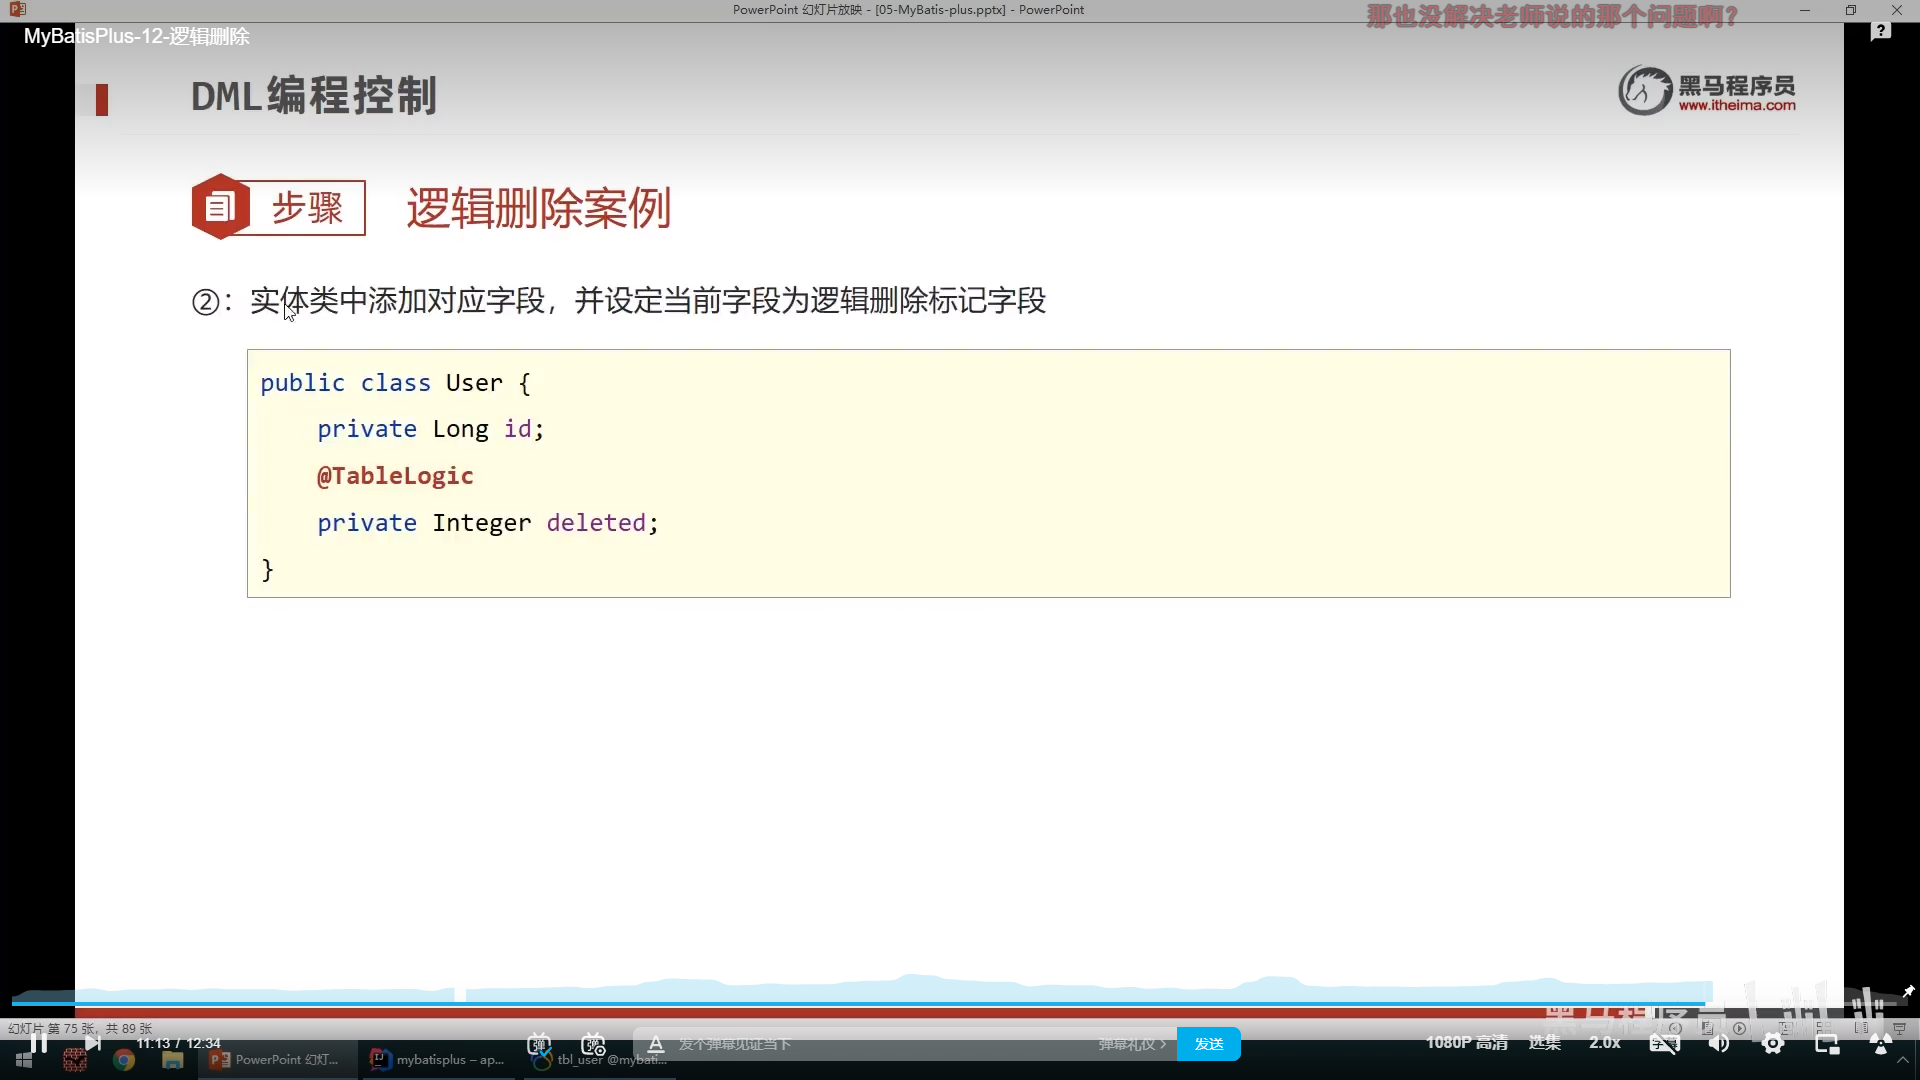 PowerPoint 幻灯片放映 - [05-MyBatis-plus.pptx] - PowerPoint
那也没解决老师说的那个问题啊？
MyBatisPlus-12-逻辑删除
DML编程控制
黑马程序员
www.itheima.com
步骤
逻辑删除案例
②：实体类中添加对应字段，并设定当前字段为逻辑删除标记字段
public class User {
    private Long id;
    @TableLogic
    private Integer deleted;
}
幻灯片 第 75 张，共 89 张
11:13 / 12:34
发个弹幕见证当下
弹幕礼仪 >
发送
1080P 高清
选集
2.0x
PowerPoint 幻灯...
mybatisplus – ap...
tbl_user @mybati...